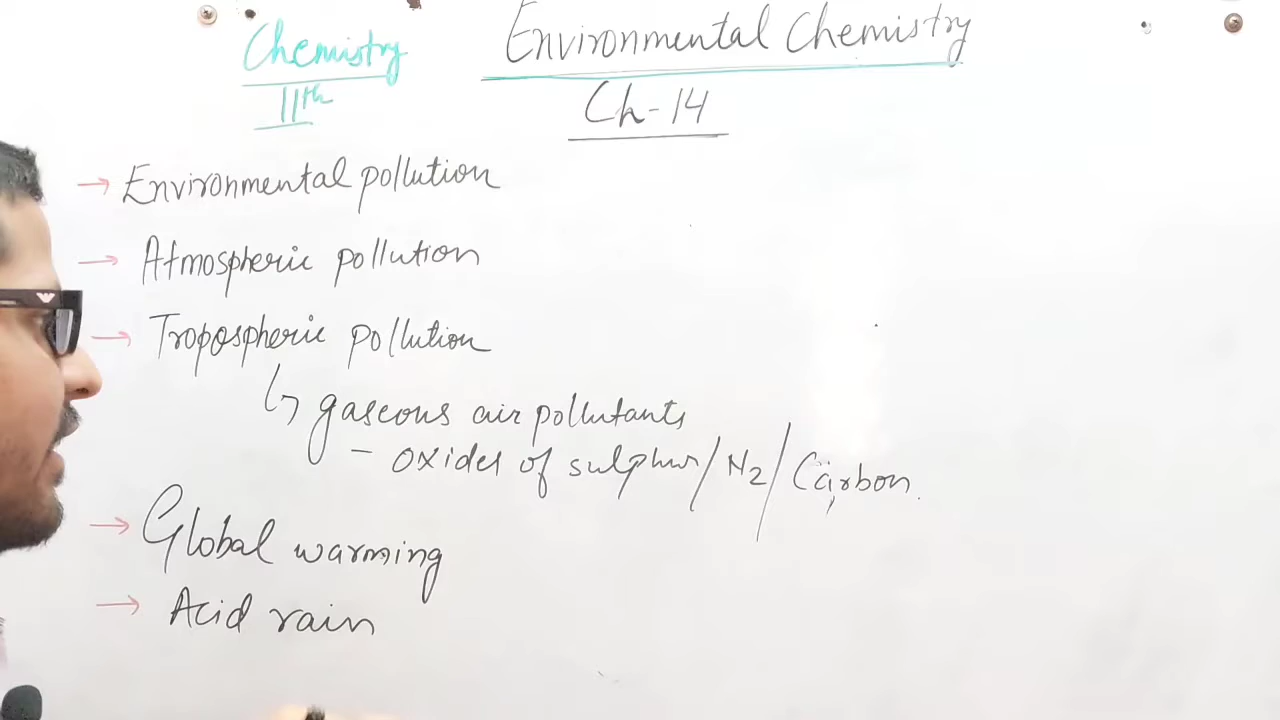 Chemistry
11th
Environmental Chemistry
Ch-14
→ Environmental pollution
→ Atmospheric pollution
→ Tropospheric pollution
↳ gaseous air pollutants
- oxides of sulphur/N2/Carbon.
→ Global warming
→ Acid rain